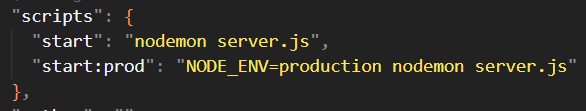 "scripts": {
"start": "nodemon server.js",
"start:prod": "NODE_ENV=production nodemon server.js"
},